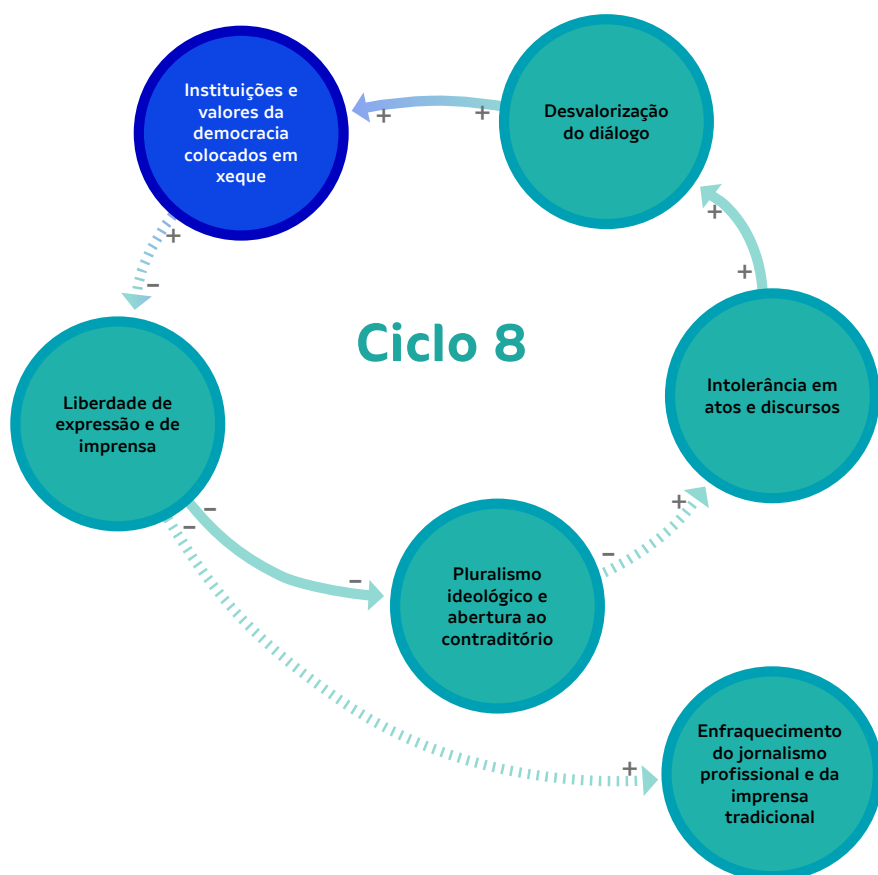 Instituições e
valores da
democracia
colocados em
xeque
+
+
Desvalorização
do diálogo
+
+
+
−
Ciclo 8
Intolerância em
atos e discursos
Liberdade de
expressão e de
imprensa
−
−
−
+
−
Pluralismo
ideológico e
abertura ao
contraditório
+
Enfraquecimento
do jornalismo
profissional e da
imprensa
tradicional